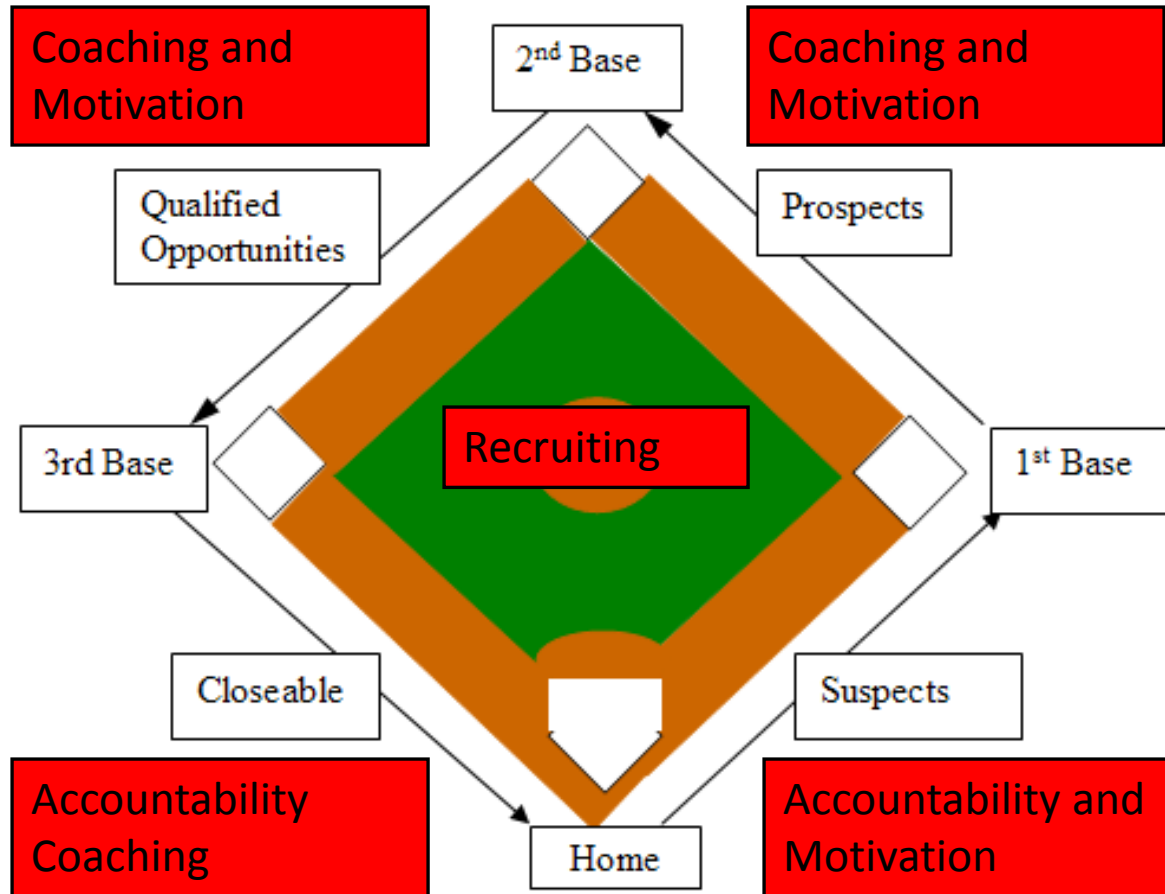 Coaching and
Motivation
2nd Base
Coaching and
Motivation
Qualified
Opportunities
Prospects
3rd Base
Recruiting
1st Base
Closeable
Suspects
Accountability
Coaching
Home
Accountability and
Motivation